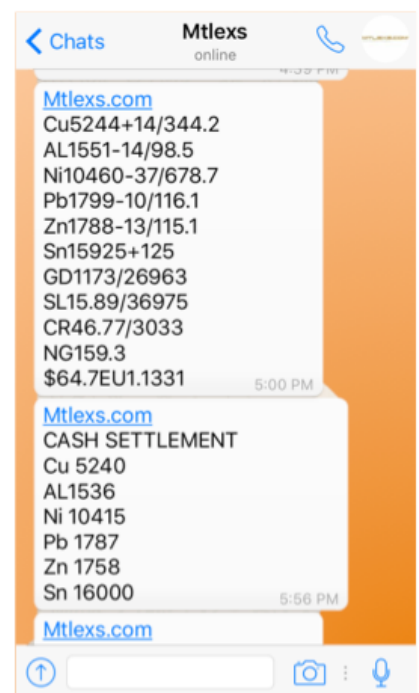 Chats
Mtlexs
online
4:59 PM
Mtlexs.com
Cu5244+14/344.2
AL1551-14/98.5
Ni10460-37/678.7
Pb1799-10/116.1
Zn1788-13/115.1
Sn15925+125
GD1173/26963
SL15.89/36975
CR46.77/3033
NG159.3
$64.7EU1.1331
5:00 PM
Mtlexs.com
CASH SETTLEMENT
Cu 5240
AL1536
Ni 10415
Pb 1787
Zn 1758
Sn 16000
5:56 PM
Mtlexs.com